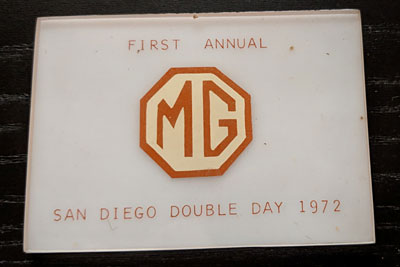 FIRST ANNUAL
MG
SAN DIEGO DOUBLE DAY 1972